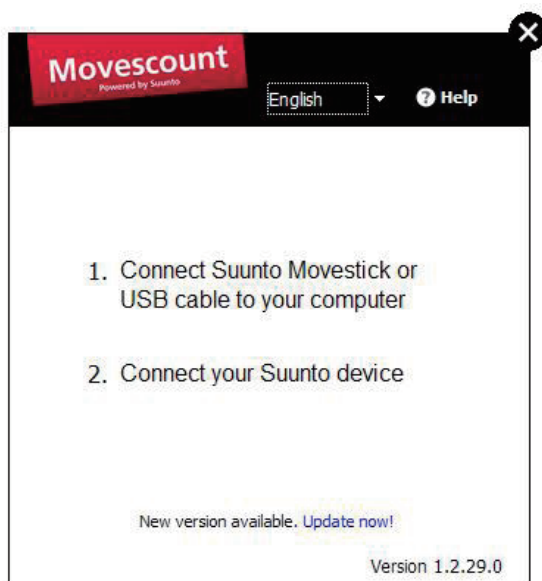 Movescount
Powered by Suunto
English
? Help
1. Connect Suunto Movestick or
USB cable to your computer
2. Connect your Suunto device
New version available. Update now!
Version 1.2.29.0